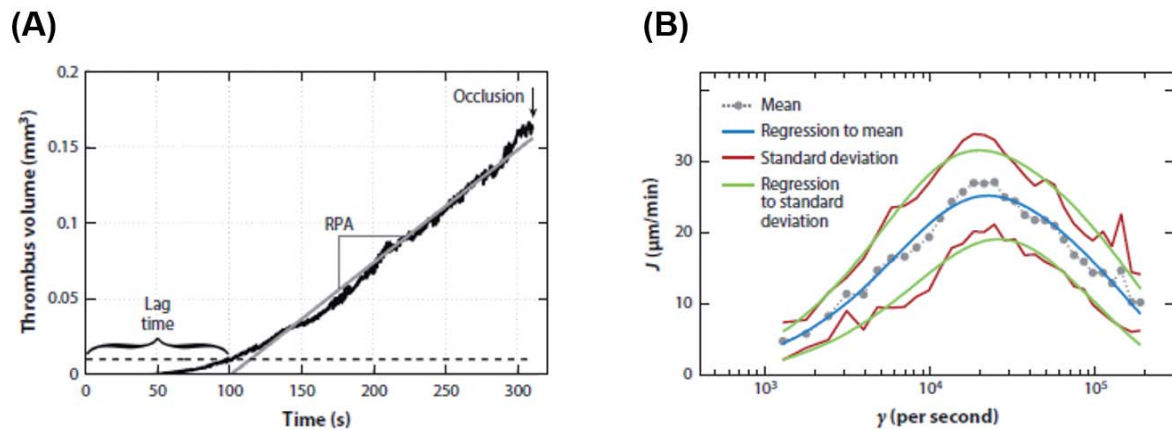 (A)
(B)
Thrombus volume (mm³)
0.2
0.15
0.1
0.05
0
Occlusion
RPA
Lag
time
0 50 100 150 200 250 300
Time (s)
J (µm/min)
30
20
10
0
Mean
Regression to mean
Standard deviation
Regression
to standard
deviation
10³ 10⁴ 10⁵
γ (per second)